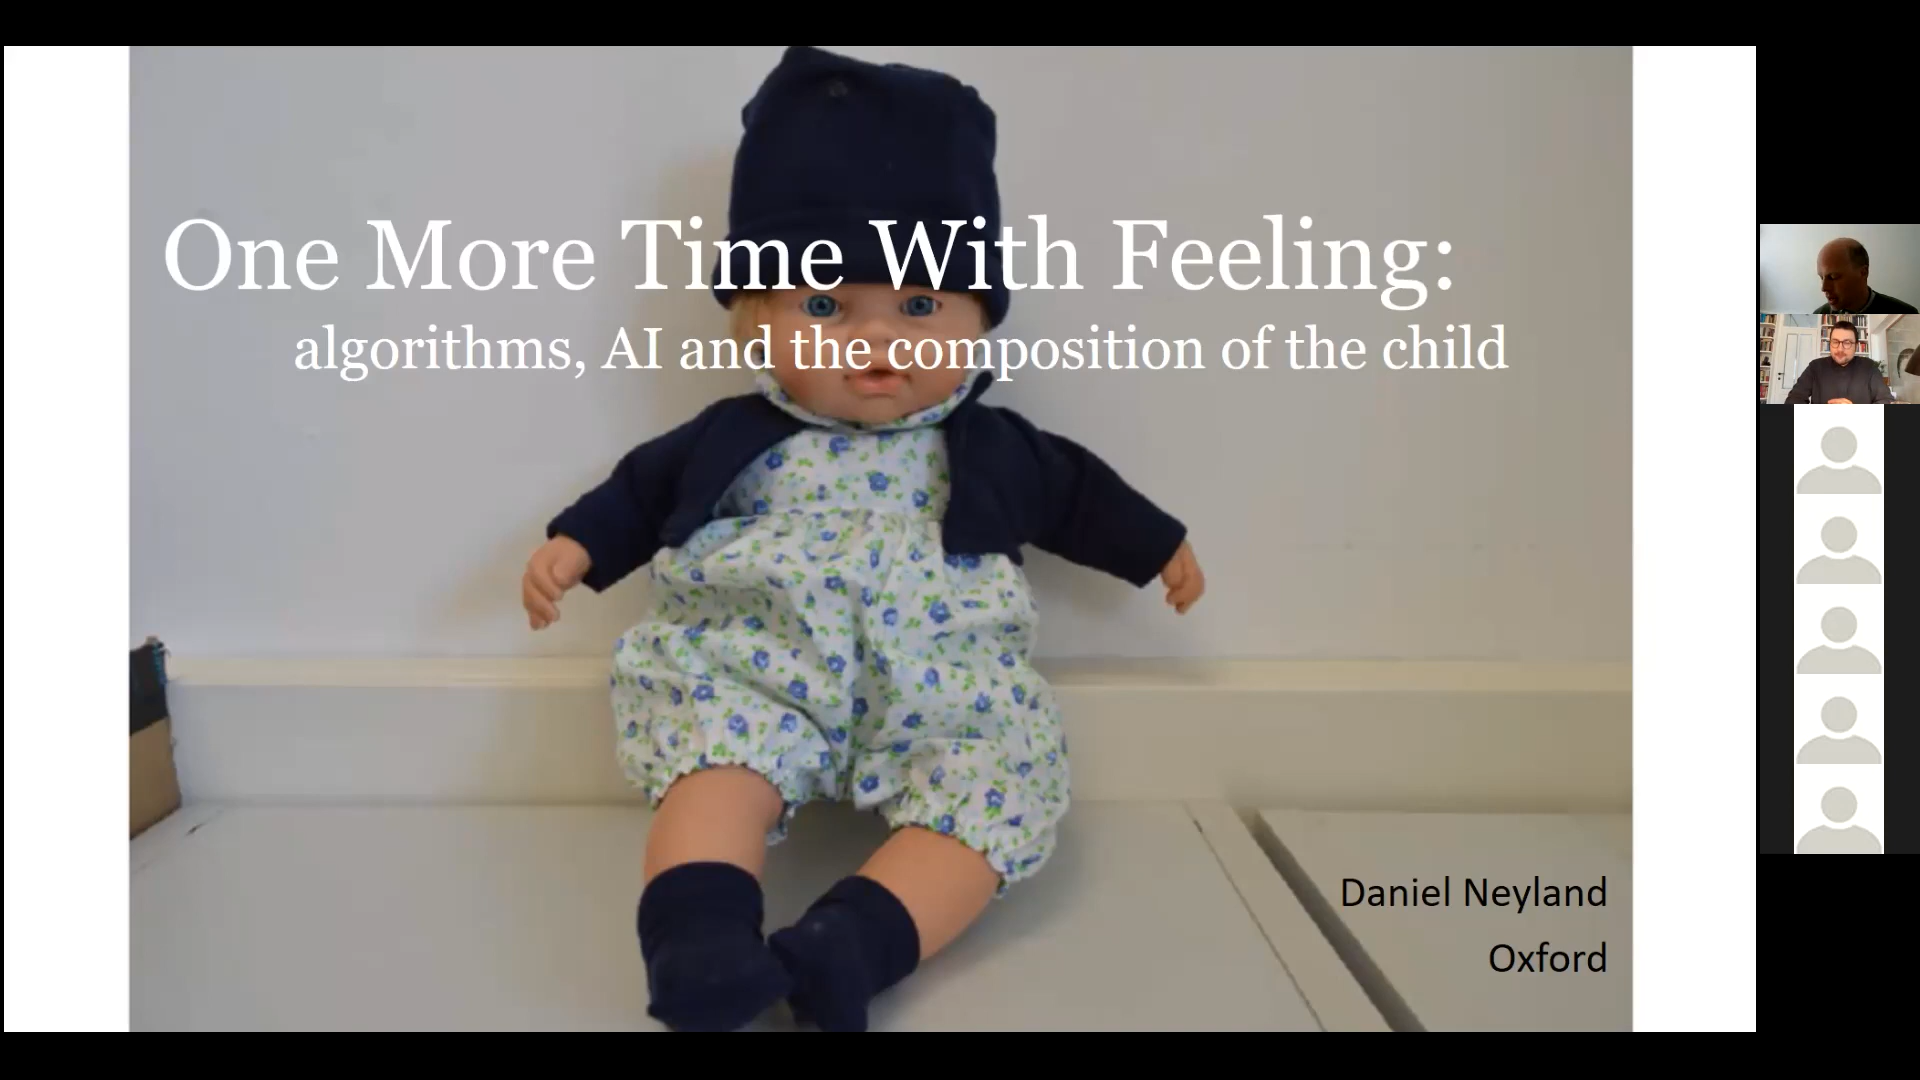 One More Time With Feeling:
algorithms, AI and the composition of the child
Daniel Neyland
Oxford